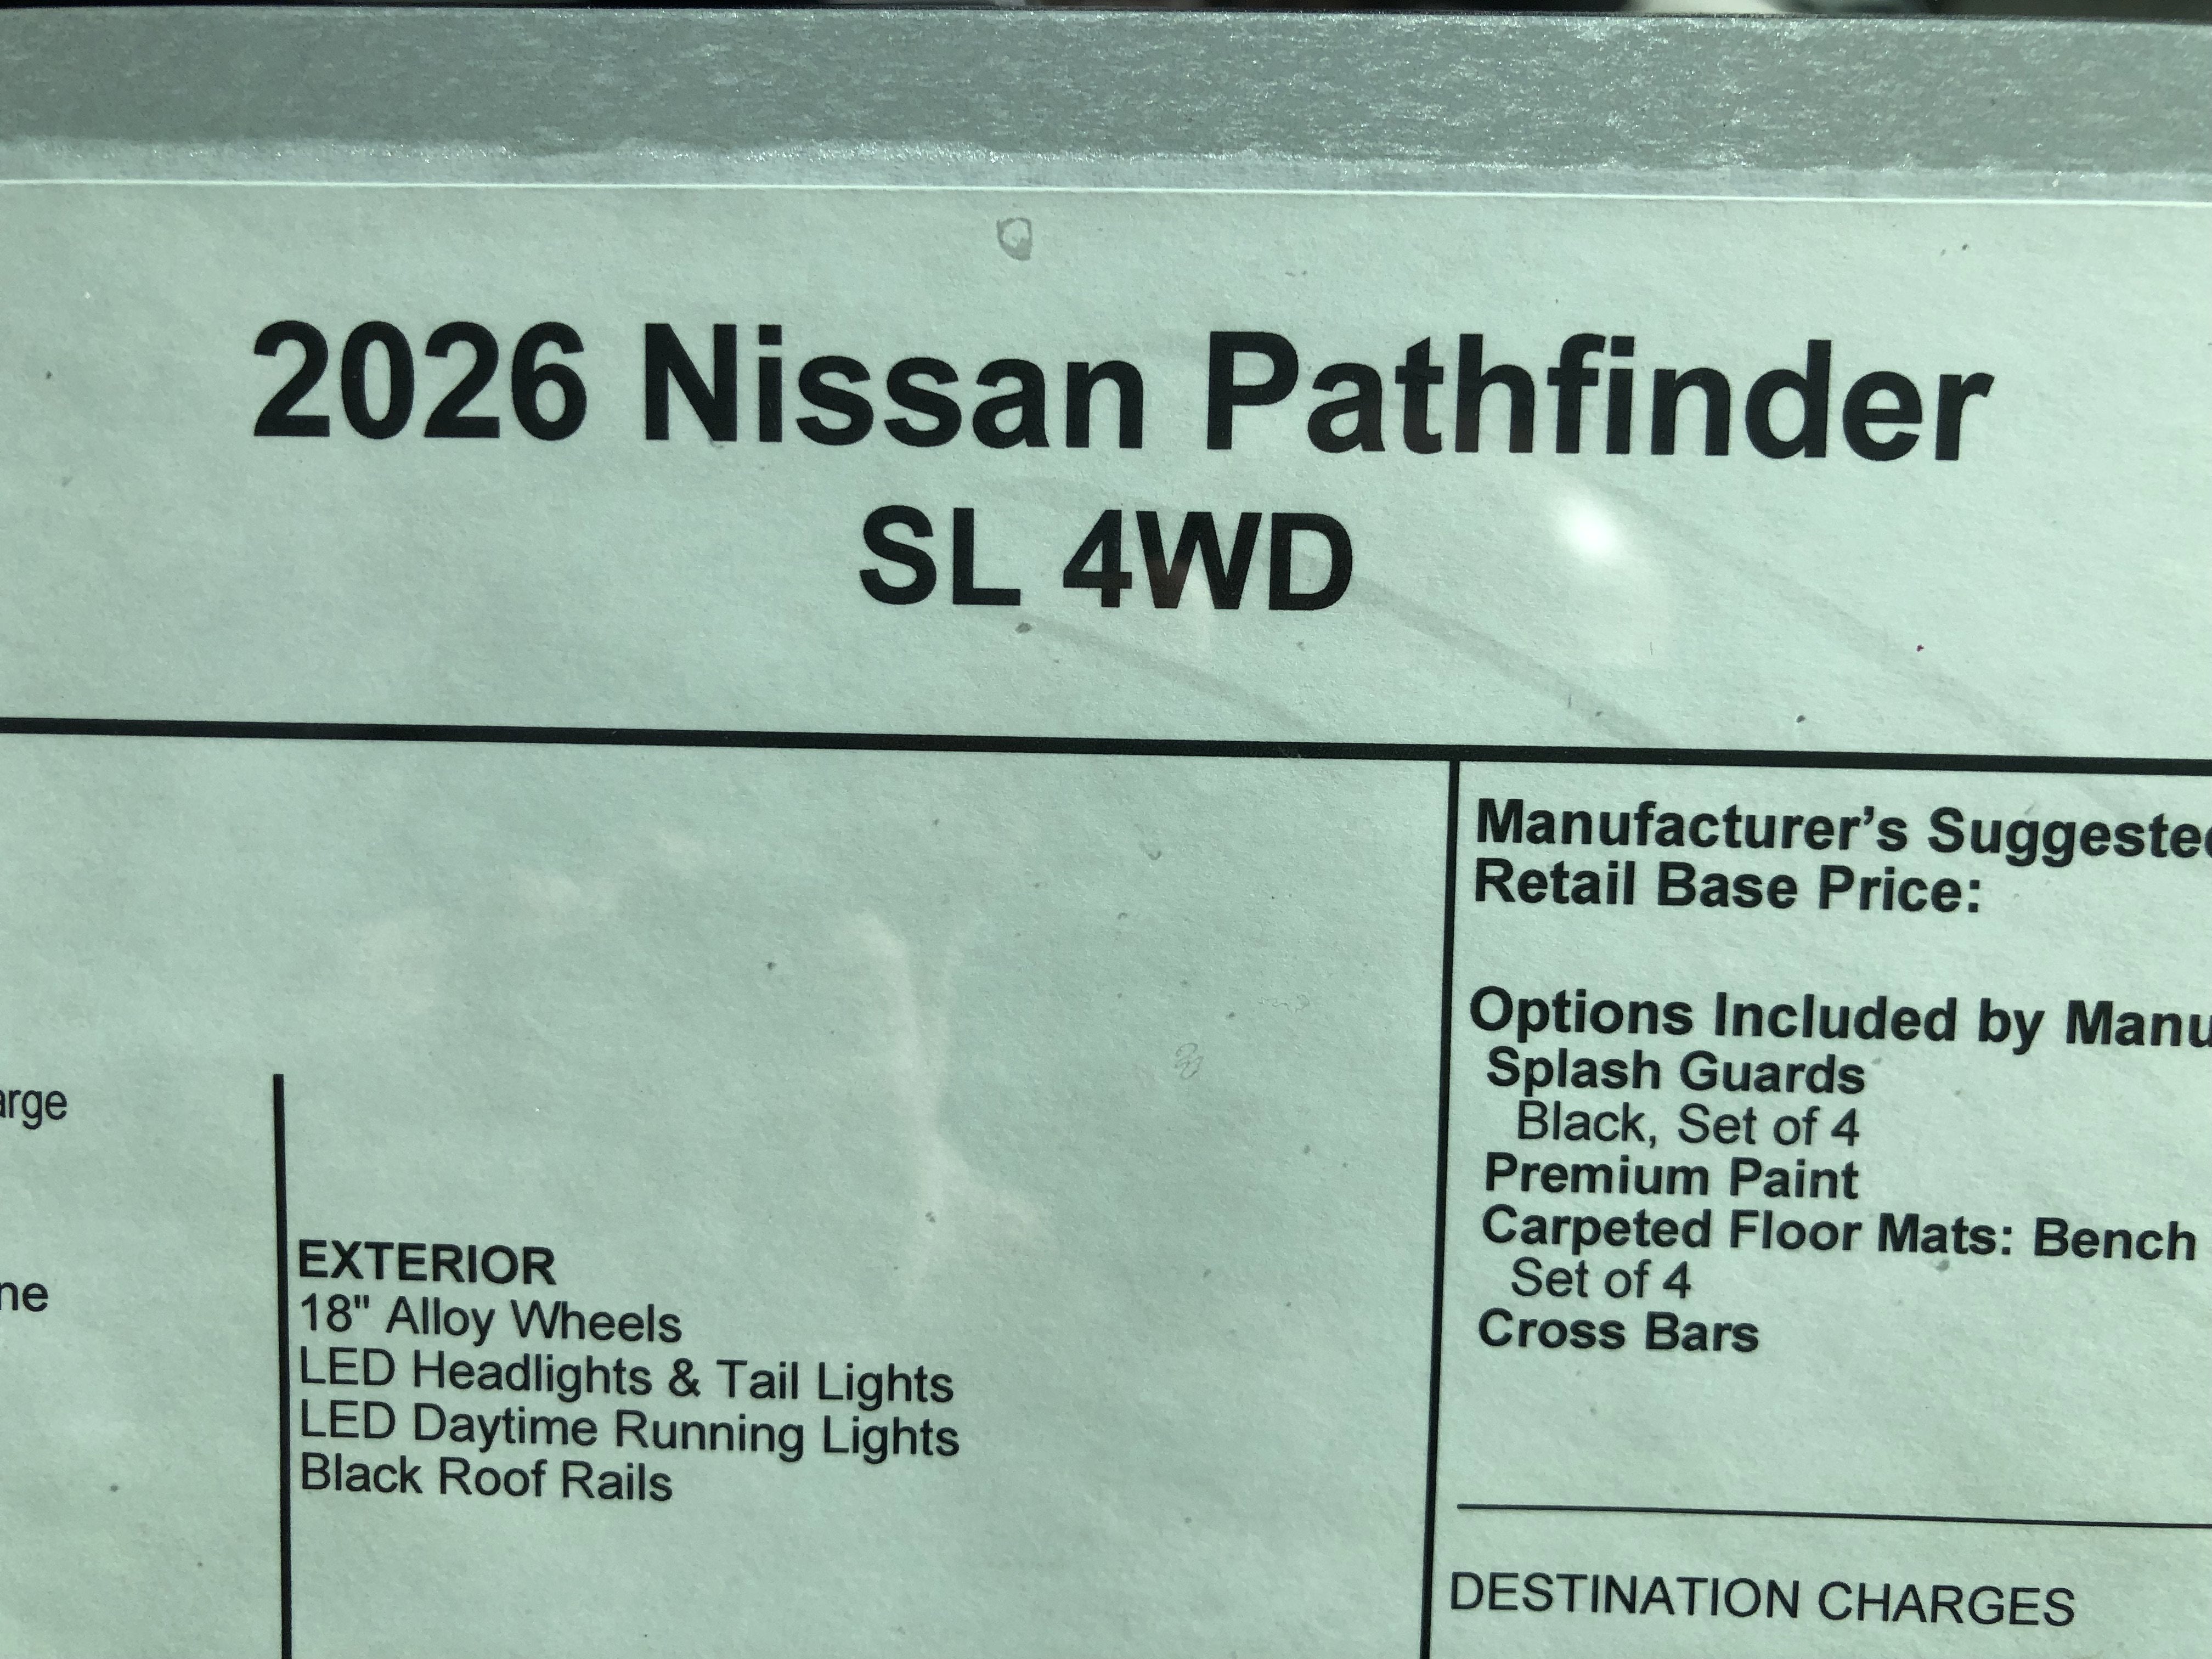 2026 Nissan Pathfinder
SL 4WD
arge
ne
EXTERIOR
18" Alloy Wheels
LED Headlights & Tail Lights
LED Daytime Running Lights
Black Roof Rails
Manufacturer's Suggeste
Retail Base Price:
Options Included by Manu
Splash Guards
Black, Set of 4
Premium Paint
Carpeted Floor Mats: Bench
Set of 4
Cross Bars
DESTINATION CHARGES